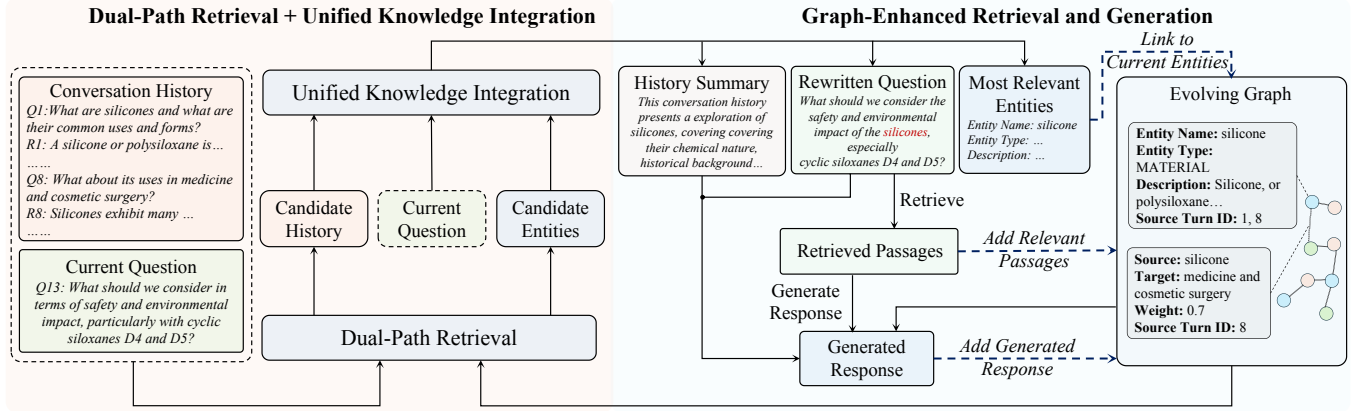 Dual-Path Retrieval + Unified Knowledge Integration
Conversation History
Q1:What are silicones and what are
their common uses and forms?
R1: A silicone or polysiloxane is…
……
Q8: What about its uses in medicine
and cosmetic surgery?
R8: Silicones exhibit many …
……
Current Question
Q13: What should we consider in
terms of safety and environmental
impact, particularly with cyclic
siloxanes D4 and D5?
Unified Knowledge Integration
Candidate
History
Current
Question
Candidate
Entities
Dual-Path Retrieval
Graph-Enhanced Retrieval and Generation
History Summary
This conversation history
presents a exploration of
silicones, covering covering
their chemical nature,
historical background…
Rewritten Question
What should we consider the
safety and environmental
impact of the silicones,
especially
cyclic siloxanes D4 and D5?
Most Relevant
Entities
Entity Name: silicone
Entity Type: …
Description: …
Link to
Current Entities
Retrieve
Retrieved Passages
Add Relevant
Passages
Generate
Response
Generated
Response
Add Generated
Response
Evolving Graph
Entity Name: silicone
Entity Type:
MATERIAL
Description: Silicone, or
polysiloxane…
Source Turn ID: 1, 8
Source: silicone
Target: medicine and
cosmetic surgery
Weight: 0.7
Source Turn ID: 8